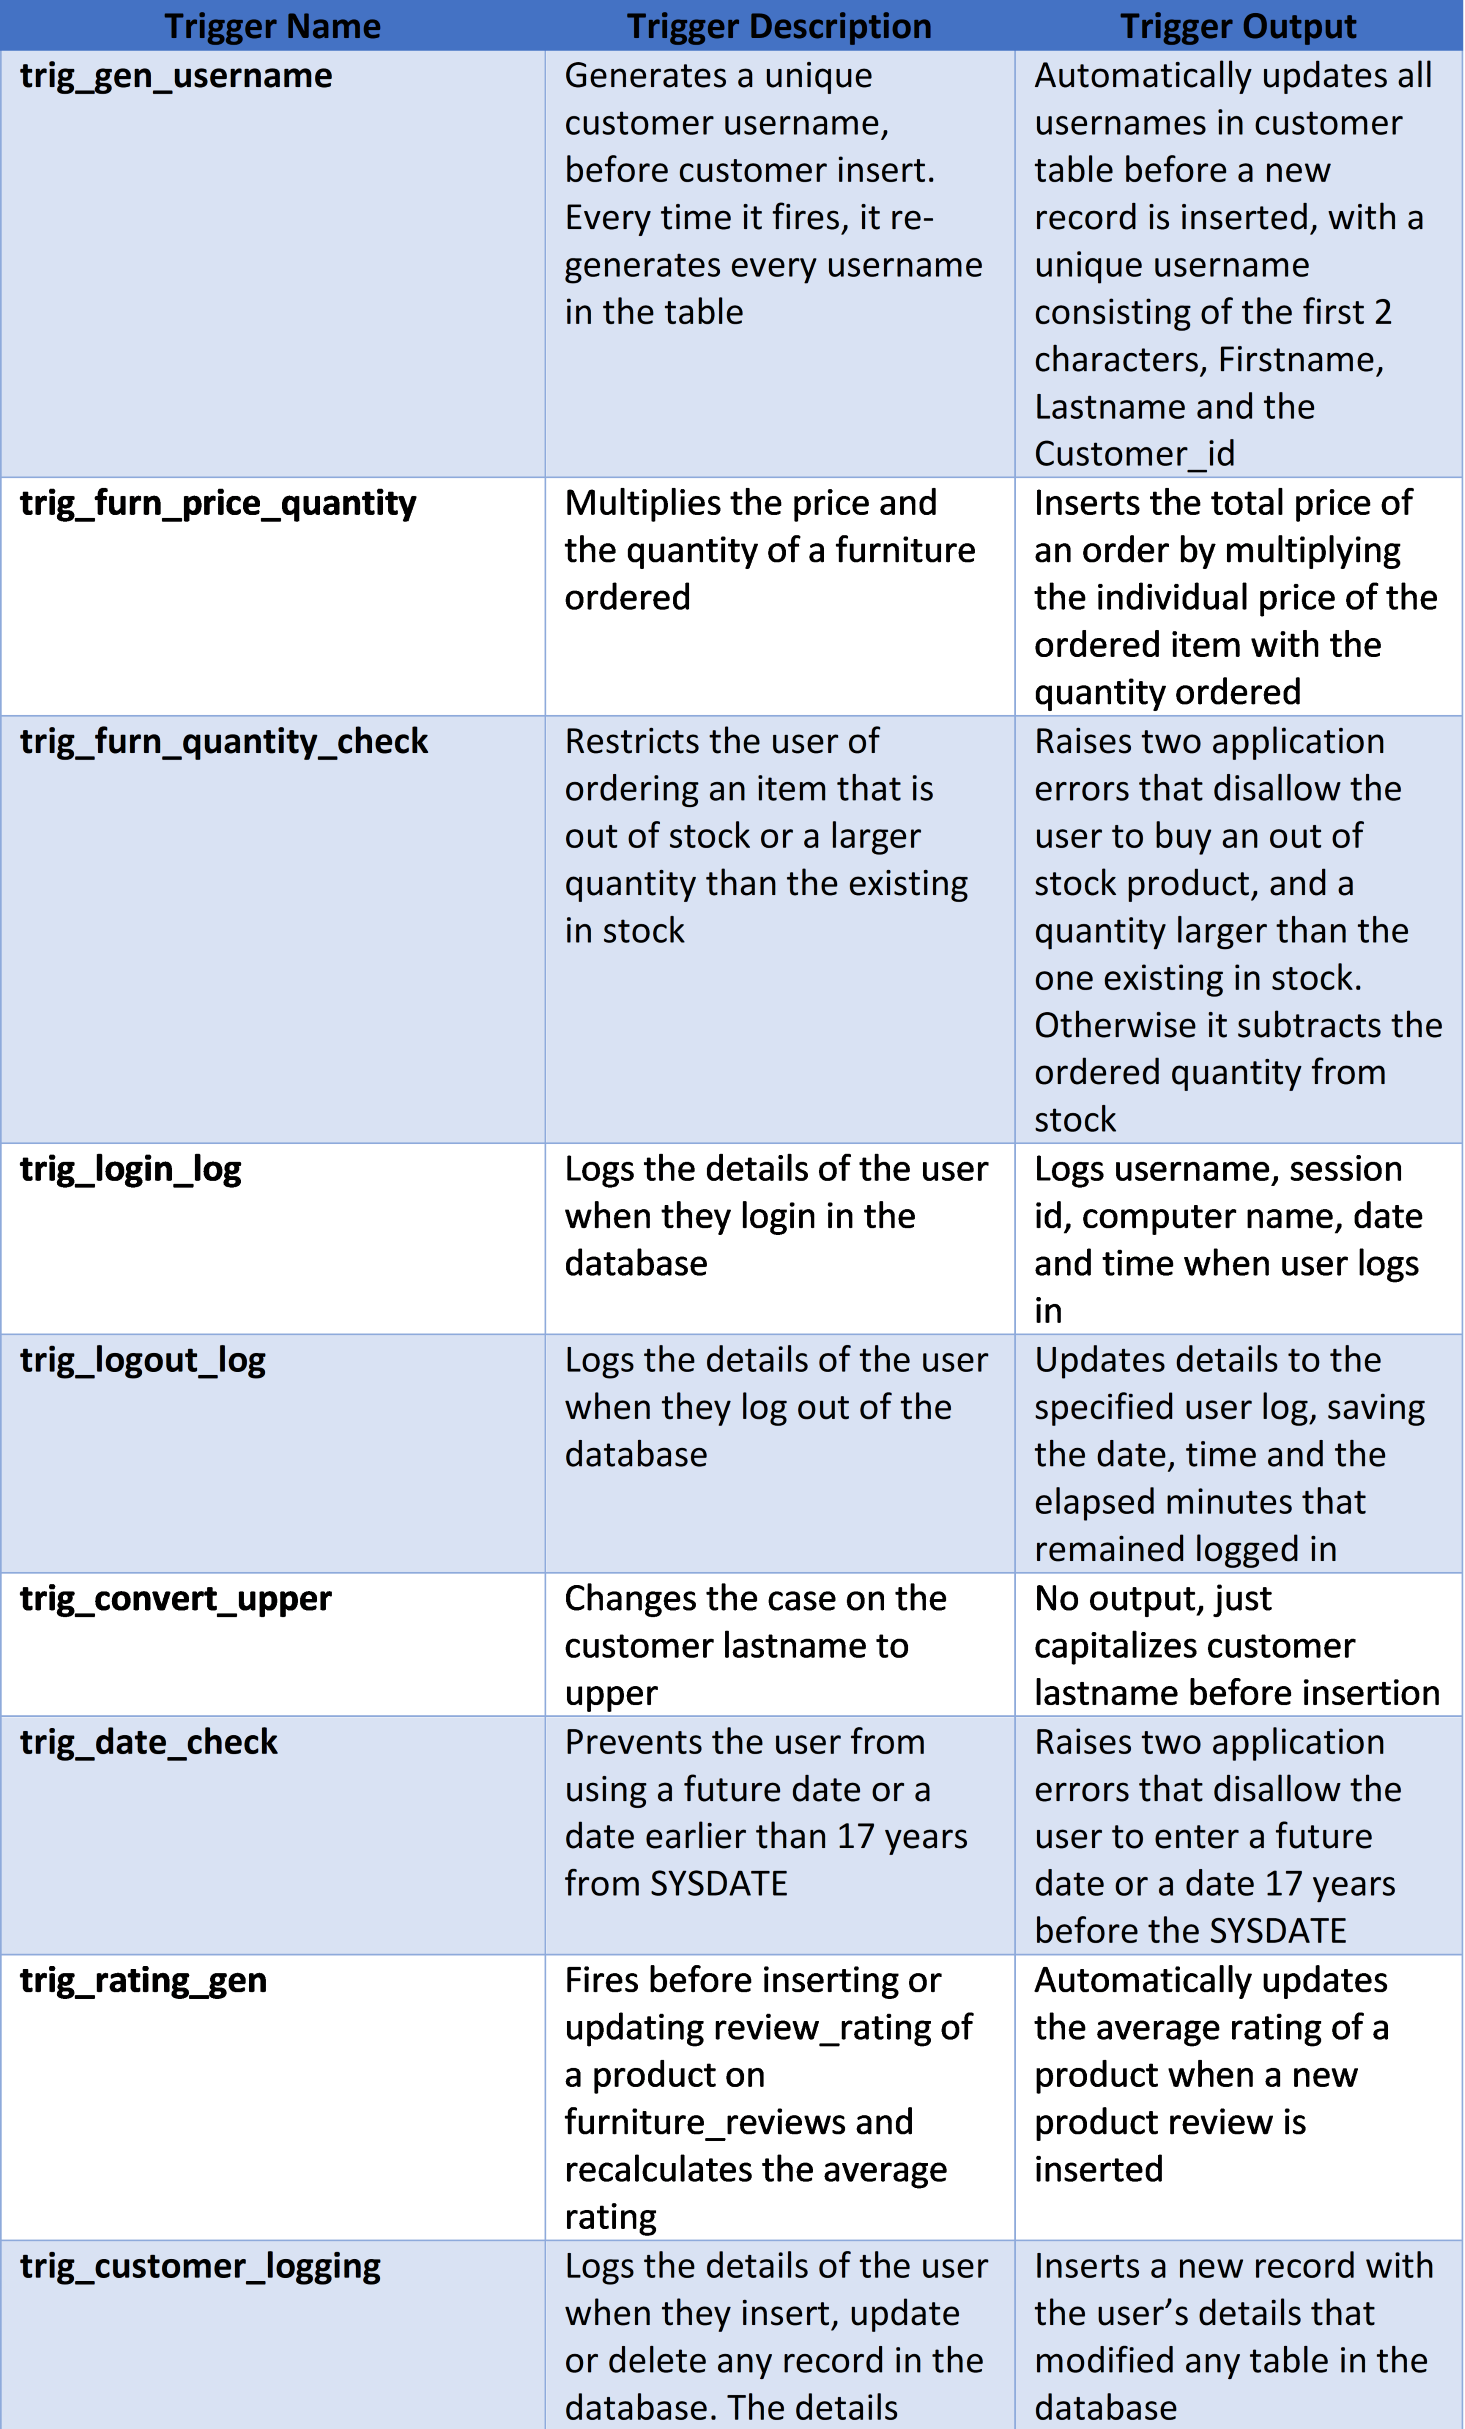 Trigger Name
Trigger Description
Trigger Output
trig_gen_username
Generates a unique
customer username,
before customer insert.
Every time it fires, it re-
generates every username
in the table
Automatically updates all
usernames in customer
table before a new
record is inserted, with a
unique username
consisting of the first 2
characters, Firstname,
Lastname and the
Customer_id
trig_furn_price_quantity
Multiplies the price and
the quantity of a furniture
ordered
Inserts the total price of
an order by multiplying
the individual price of the
ordered item with the
quantity ordered
trig_furn_quantity_check
Restricts the user of
ordering an item that is
out of stock or a larger
quantity than the existing
in stock
Raises two application
errors that disallow the
user to buy an out of
stock product, and a
quantity larger than the
one existing in stock.
Otherwise it subtracts the
ordered quantity from
stock
trig_login_log
Logs the details of the user
when they login in the
database
Logs username, session
id, computer name, date
and time when user logs
in
trig_logout_log
Logs the details of the user
when they log out of the
database
Updates details to the
specified user log, saving
the date, time and the
elapsed minutes that
remained logged in
trig_convert_upper
Changes the case on the
customer lastname to
upper
No output, just
capitalizes customer
lastname before insertion
trig_date_check
Prevents the user from
using a future date or a
date earlier than 17 years
from SYSDATE
Raises two application
errors that disallow the
user to enter a future
date or a date 17 years
before the SYSDATE
trig_rating_gen
Fires before inserting or
updating review_rating of
a product on
furniture_reviews and
recalculates the average
rating
Automatically updates
the average rating of a
product when a new
product review is
inserted
trig_customer_logging
Logs the details of the user
when they insert, update
or delete any record in the
database. The details
Inserts a new record with
the user’s details that
modified any table in the
database